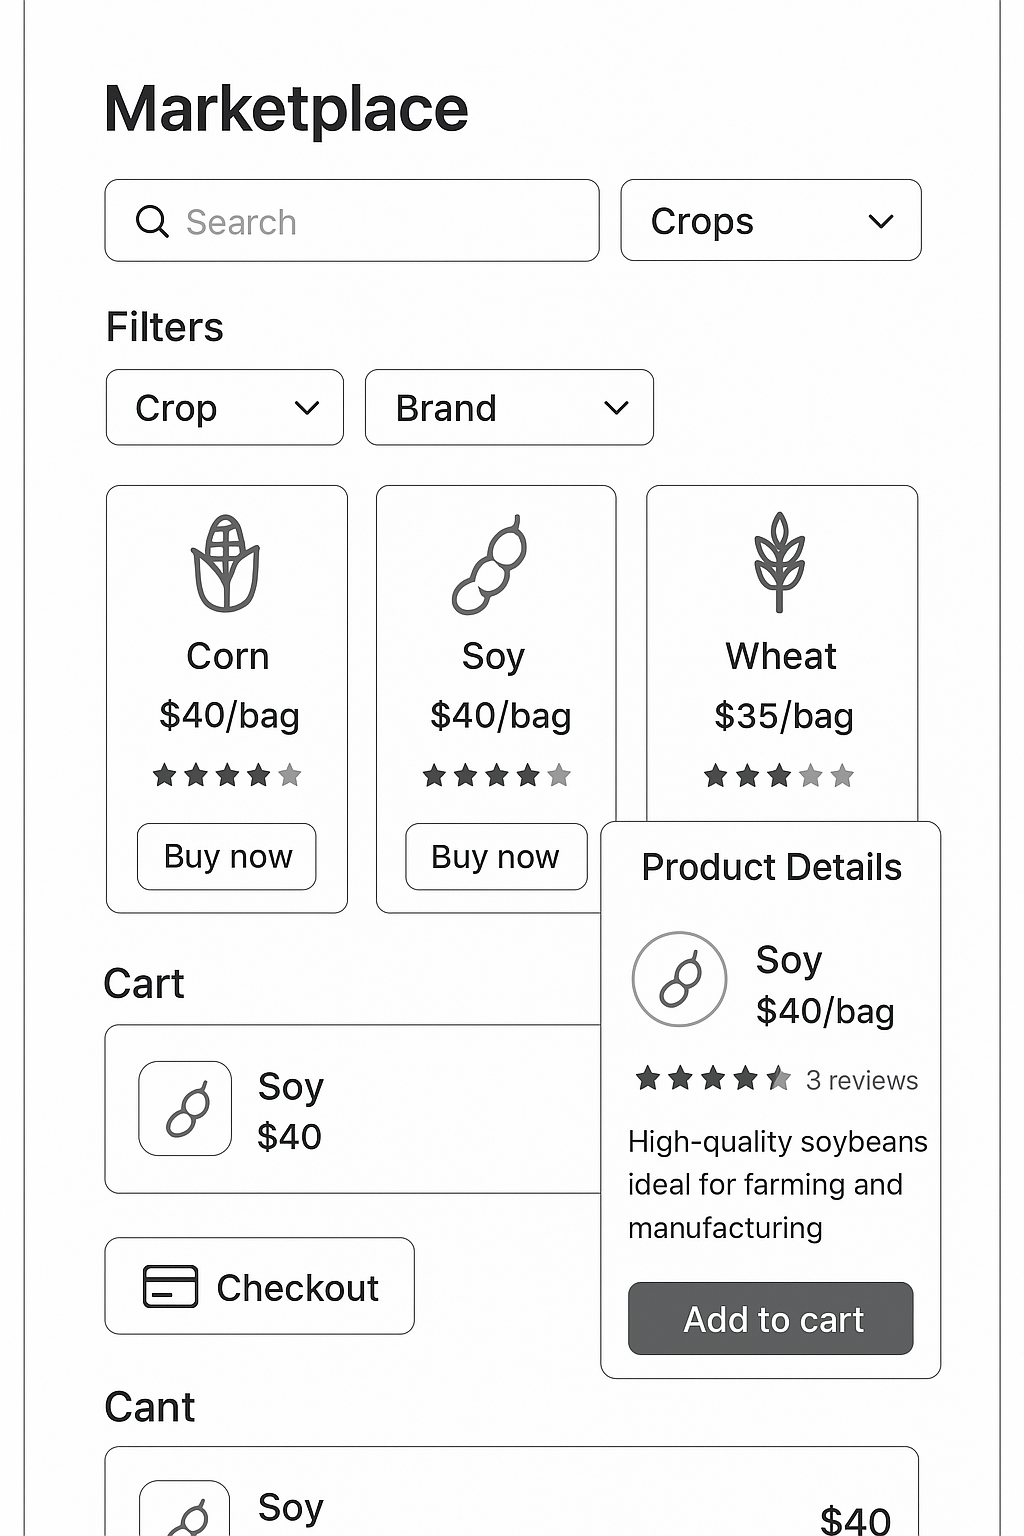 Marketplace
Search
Crops
Filters
Crop
Brand
Corn
$40/bag
Buy now
Soy
$40/bag
Buy now
Wheat
$35/bag
Product Details
Soy
$40/bag
3 reviews
High-quality soybeans
ideal for farming and
manufacturing
Add to cart
Cart
Soy
$40
Checkout
Cant
Soy
$40